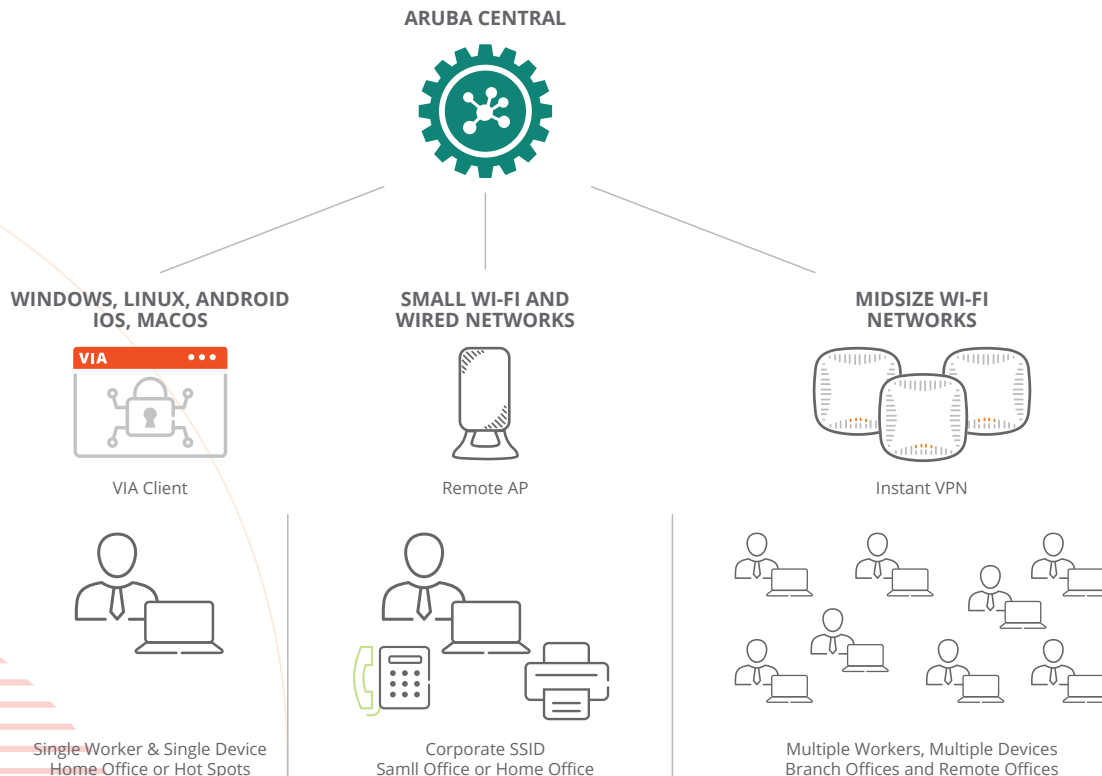 ARUBA CENTRAL
WINDOWS, LINUX, ANDROID
IOS, MACOS
SMALL WI-FI AND
WIRED NETWORKS
MIDSIZE WI-FI
NETWORKS
VIA
VIA Client
Remote AP
Instant VPN
Single Worker & Single Device
Home Office or Hot Spots
Corporate SSID
Samll Office or Home Office
Multiple Workers, Multiple Devices
Branch Offices and Remote Offices